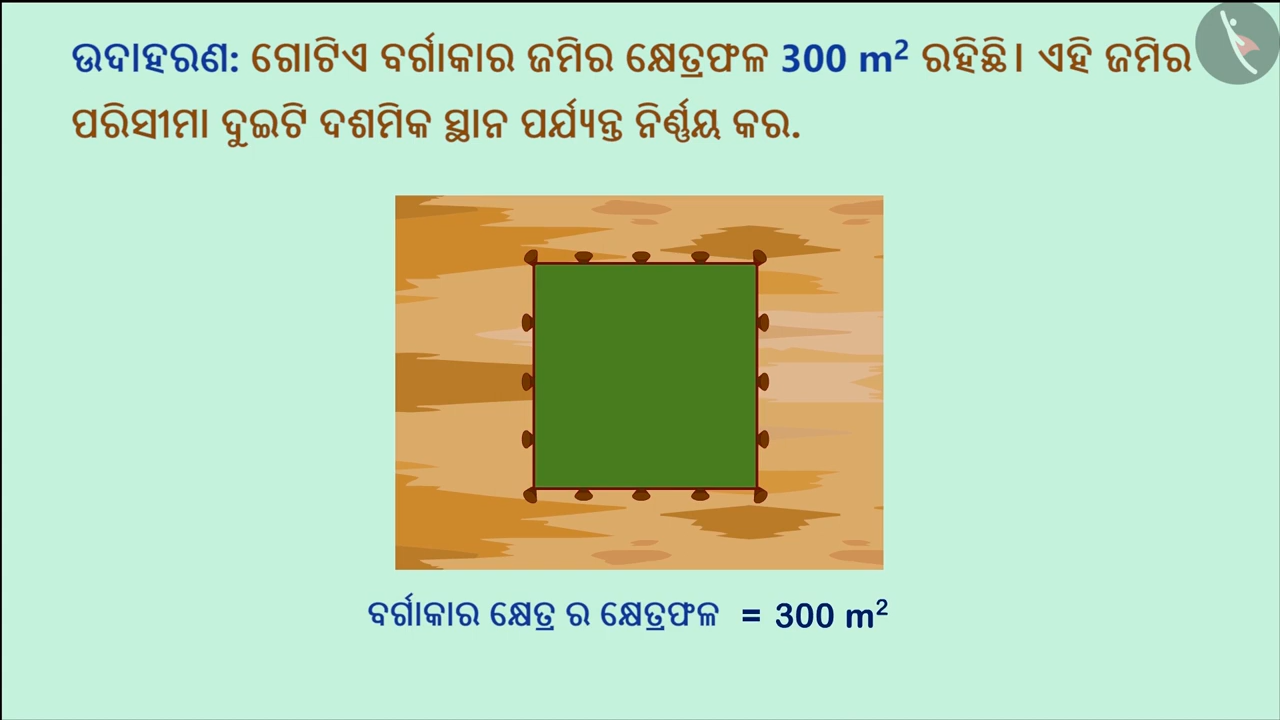 ଉଦାହରଣ: ଗୋଟିଏ ବର୍ଗାକାର ଜମିର କ୍ଷେତ୍ରଫଳ 300 m² ରହିଛି। ଏହି ଜମିର
ପରିସୀମା ଦୁଇଟି ଦଶମିକ ସ୍ଥାନ ପର୍ଯ୍ୟନ୍ତ ନିର୍ଣ୍ଣୟ କର.
ବର୍ଗାକାର କ୍ଷେତ୍ର ର କ୍ଷେତ୍ରଫଳ = 300 m²